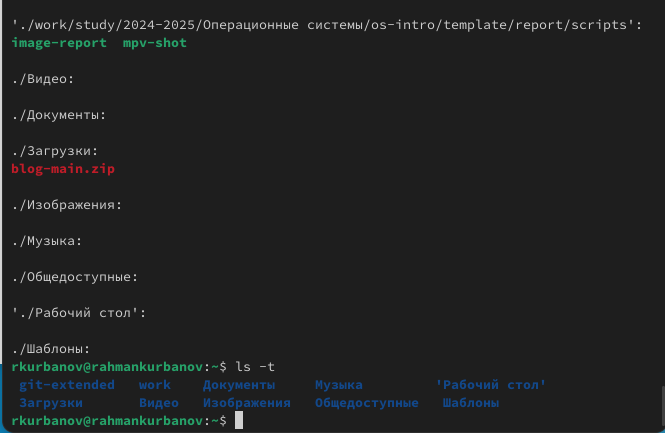 './work/study/2024-2025/Операционные системы/os-intro/template/report/scripts':
image-report  mpv-shot
./Видео:
./Документы:
./Загрузки:
blog-main.zip
./Изображения:
./Музыка:
./Общедоступные:
'./Рабочий стол':
./Шаблоны:
rkurbanov@rahmankurbanov:~$ ls -t
git-extended  work  Документы  Музыка  'Рабочий стол'
Загрузки  Видео  Изображения  Общедоступные  Шаблоны
rkurbanov@rahmankurbanov:~$